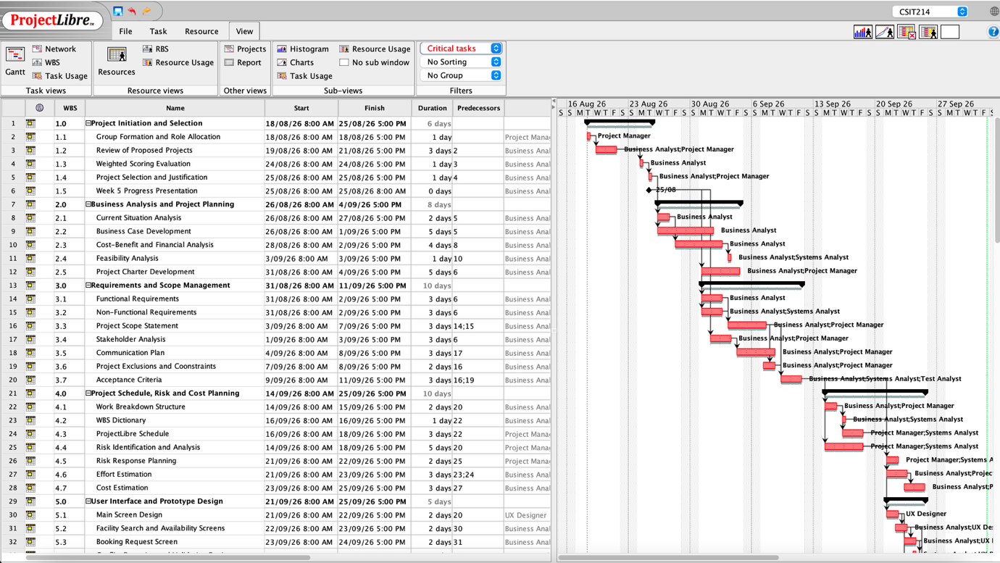 ProjectLibre TM
CSIT214
File Task Resource View
Network
WBS
Task Usage
Gantt
Task views
RBS
Resource Usage
Resources
Resource views
Projects
Report
Other views
Histogram Resource Usage
Charts No sub window
Task Usage
Sub-views
Critical tasks
No Sorting
No Group
Filters
WBS Name Start Finish Duration Predecessors
1 1.0 Project Initiation and Selection 18/08/26 8:00 AM 25/08/26 5:00 PM 6 days
2 1.1 Group Formation and Role Allocation 18/08/26 8:00 AM 18/08/26 5:00 PM 1 day Project Mana
3 1.2 Review of Proposed Projects 19/08/26 8:00 AM 21/08/26 5:00 PM 3 days 2 Business Anal
4 1.3 Weighted Scoring Evaluation 24/08/26 8:00 AM 24/08/26 5:00 PM 1 day 3 Business Anal
5 1.4 Project Selection and Justification 25/08/26 8:00 AM 25/08/26 5:00 PM 1 day 4 Business Anal
6 1.5 Week 5 Progress Presentation 25/08/26 8:00 AM 25/08/26 8:00 AM 0 days Business Anal
7 2.0 Business Analysis and Project Planning 26/08/26 8:00 AM 4/09/26 5:00 PM 8 days
8 2.1 Current Situation Analysis 26/08/26 8:00 AM 27/08/26 5:00 PM 2 days 5 Business Anal
9 2.2 Business Case Development 26/08/26 8:00 AM 1/09/26 5:00 PM 5 days 5 Business Anal
10 2.3 Cost-Benefit and Financial Analysis 28/08/26 8:00 AM 2/09/26 5:00 PM 4 days 8 Business Anal
11 2.4 Feasibility Analysis 3/09/26 8:00 AM 3/09/26 5:00 PM 1 day 10 Business Anal
12 2.5 Project Charter Development 31/08/26 8:00 AM 4/09/26 5:00 PM 5 days 6 Business Anal
13 3.0 Requirements and Scope Management 31/08/26 8:00 AM 11/09/26 5:00 PM 10 days
14 3.1 Functional Requirements 31/08/26 8:00 AM 2/09/26 5:00 PM 3 days 6 Business Anal
15 3.2 Non-Functional Requirements 31/08/26 8:00 AM 2/09/26 5:00 PM 3 days 6 Business Anal
16 3.3 Project Scope Statement 3/09/26 8:00 AM 7/09/26 5:00 PM 3 days 14;15 Business Anal
17 3.4 Stakeholder Analysis 1/09/26 8:00 AM 3/09/26 5:00 PM 3 days 6 Business Anal
18 3.5 Communication Plan 4/09/26 8:00 AM 8/09/26 5:00 PM 3 days 17 Business Anal
19 3.6 Project Exclusions and Coonstraints 7/09/26 8:00 AM 8/09/26 5:00 PM 2 days 16 Business Anal
20 3.7 Acceptance Criteria 9/09/26 8:00 AM 11/09/26 5:00 PM 3 days 16;19 Business Anal
21 4.0 Project Schedule, Risk and Cost Planning 14/09/26 8:00 AM 25/09/26 5:00 PM 10 days
22 4.1 Work Breakdown Structure 14/09/26 8:00 AM 15/09/26 5:00 PM 2 days 20 Business Anal
23 4.2 WBS Dictionary 16/09/26 8:00 AM 16/09/26 5:00 PM 1 day 22 Business Anal
24 4.3 ProjectLibre Schedule 16/09/26 8:00 AM 18/09/26 5:00 PM 3 days 22 Project Mana
25 4.4 Risk Identification and Analysis 14/09/26 8:00 AM 18/09/26 5:00 PM 5 days 20 Project Mana
26 4.5 Risk Response Planning 21/09/26 8:00 AM 22/09/26 5:00 PM 2 days 25 Project Mana
27 4.6 Effort Estimation 21/09/26 8:00 AM 23/09/26 5:00 PM 3 days 23;24 Business Anal
28 4.7 Cost Estimation 23/09/26 8:00 AM 25/09/26 5:00 PM 3 days 27 Business Anal
29 5.0 User Interface and Prototype Design 21/09/26 8:00 AM 25/09/26 5:00 PM 5 days
30 5.1 Main Screen Design 21/09/26 8:00 AM 22/09/26 5:00 PM 2 days 20 UX Designer
31 5.2 Facility Search and Availability Screens 22/09/26 8:00 AM 23/09/26 5:00 PM 2 days 30 Business Anal
32 5.3 Booking Request Screen 23/09/26 8:00 AM 24/09/26 5:00 PM 2 days 31 Business Anal
16 Aug 26 23 Aug 26 30 Aug 26 6 Sep 26 13 Sep 26 20 Sep 26 27 Sep 26
S S M T W T F S S M T W T F S S M T W T F S S M T W T F S S M T W T F S S M T W T F S S M T W T F S
Project Manager
Business Analyst;Project Manager
Business Analyst
Business Analyst;Project Manager
25/08
Business Analyst
Business Analyst
Business Analyst
Business Analyst;Systems Analyst
Business Analyst;Project Manager
Business Analyst
Business Analyst;Systems Analyst
Business Analyst;Project Manager
Business Analyst;Project Manager
Business Analyst;Project Manager
Business Analyst;Project Manager
Business Analyst;Systems Analyst;Test Analyst
Business Analyst;Project Manager
Business Analyst;Systems Analyst
Project Manager;Systems Analyst
Project Manager;Systems Analyst
Project Manager;Systems A
Business Analyst;Projec
Business Analyst;P
UX Designer
Business Analyst;UX De
Business Analyst;UX